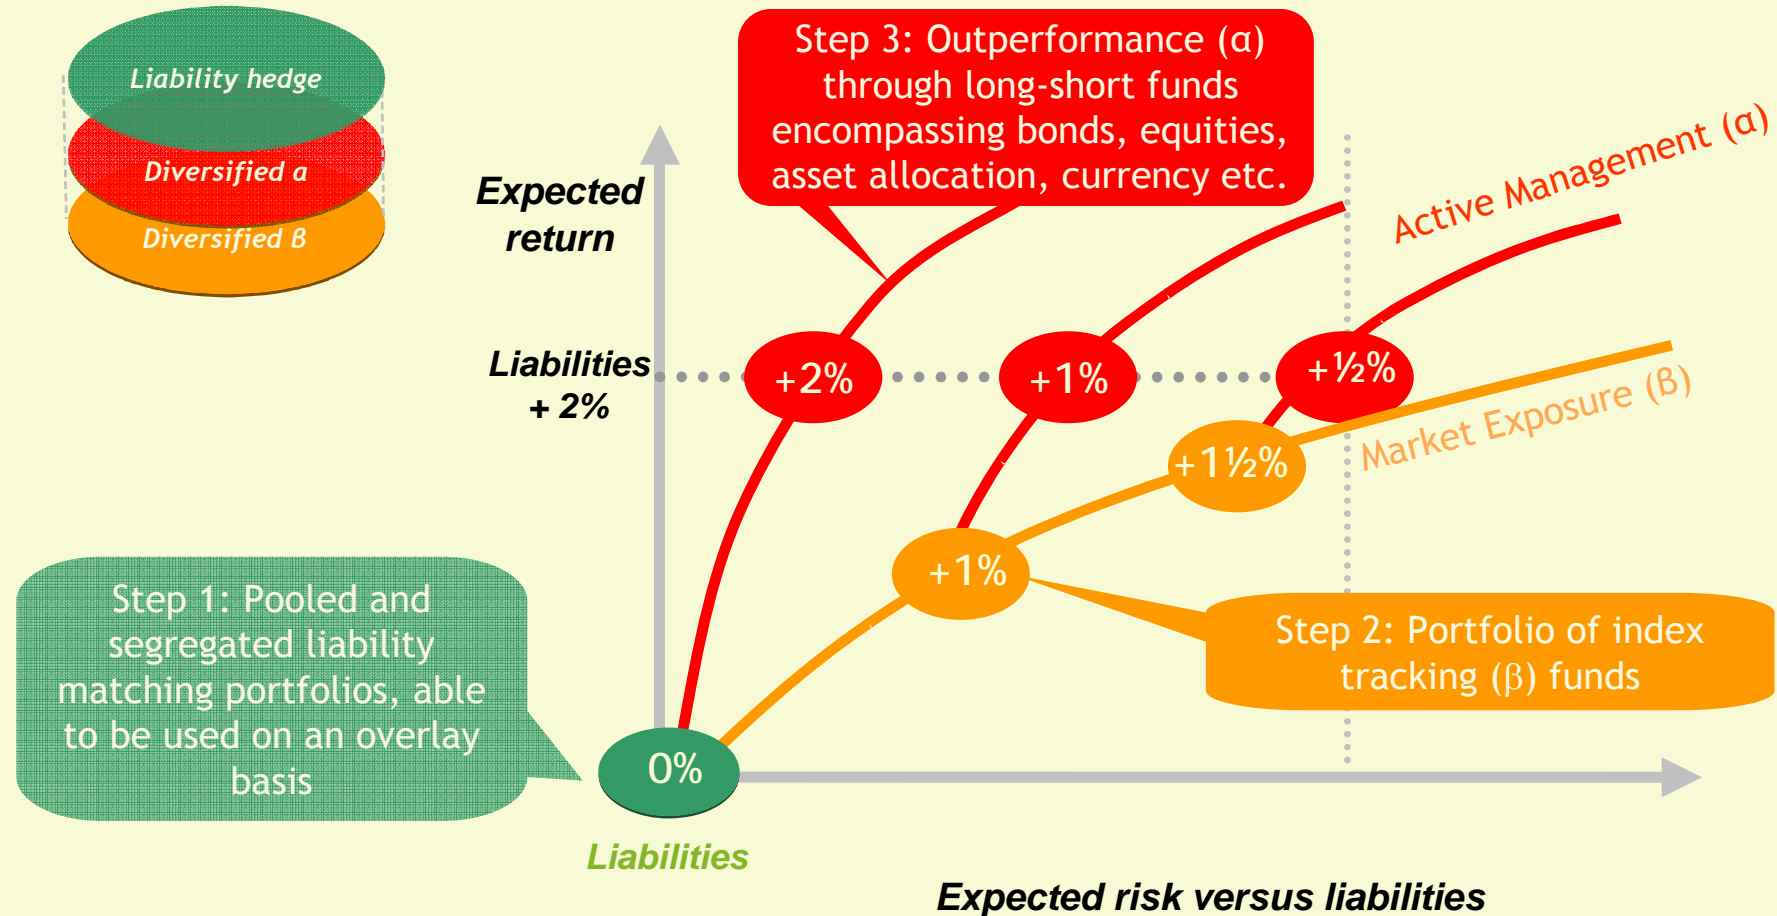 Liability hedge
Diversified a
Diversified ß
Step 3: Outperformance (α)
through long-short funds
encompassing bonds, equities,
asset allocation, currency etc.
Active Management (α)
Expected
return
Liabilities
+ 2%
+2%
+1%
+½%
Market Exposure (ß)
+1½%
+1%
Step 1: Pooled and
segregated liability
matching portfolios, able
to be used on an overlay
basis
Step 2: Portfolio of index
tracking (β) funds
0%
Liabilities
Expected risk versus liabilities